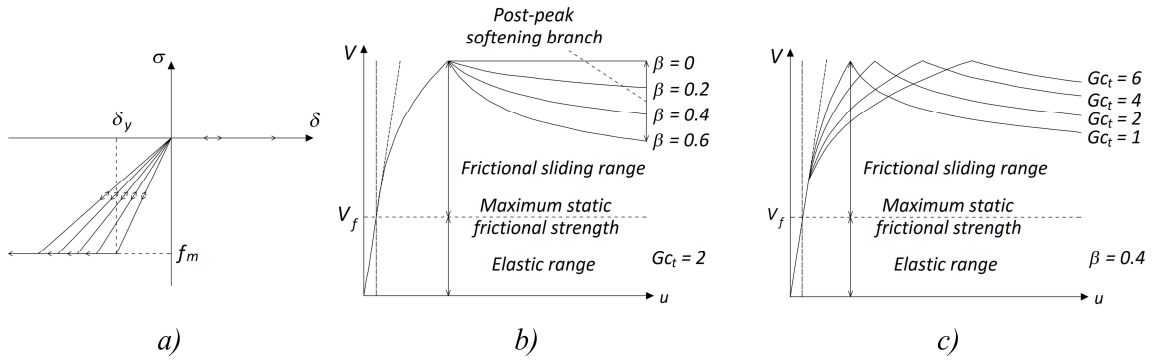 σ
δy
δ
fm
a)
V
Post-peak
softening branch
β = 0
β = 0.2
β = 0.4
β = 0.6
Frictional sliding range
Vf
Maximum static
frictional strength
Elastic range
Gct = 2
u
b)
V
Gct = 6
Gct = 4
Gct = 2
Gct = 1
Frictional sliding range
Vf
Maximum static
frictional strength
Elastic range
β = 0.4
u
c)